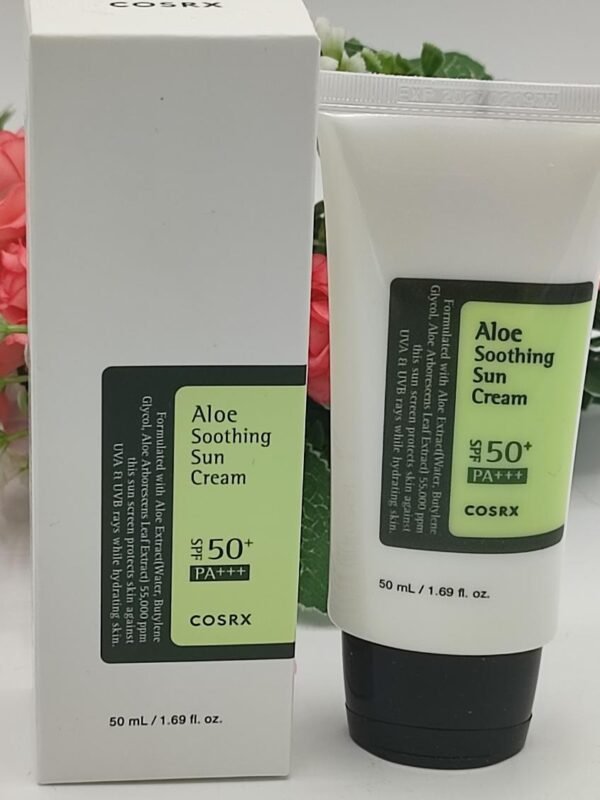 COSRX
Formulated with Aloe Extract(Water, Butylene
Glycol, Aloe Arborescens Leaf Extract) 55,000 ppm
this sun screen protects skin against
UVA & UVB rays while hydrating skin.
Aloe
Soothing
Sun
Cream
SPF 50+
PA+++
COSRX
50 mL / 1.69 fl. oz.
Formulated with Aloe Extract(Water, Butylene
Glycol, Aloe Arborescens Leaf Extract) 55,000 ppm
this sun screen protects skin against
UVA & UVB rays while hydrating skin.
Aloe
Soothing
Sun
Cream
SPF 50+
PA+++
COSRX
50 mL / 1.69 fl. oz.